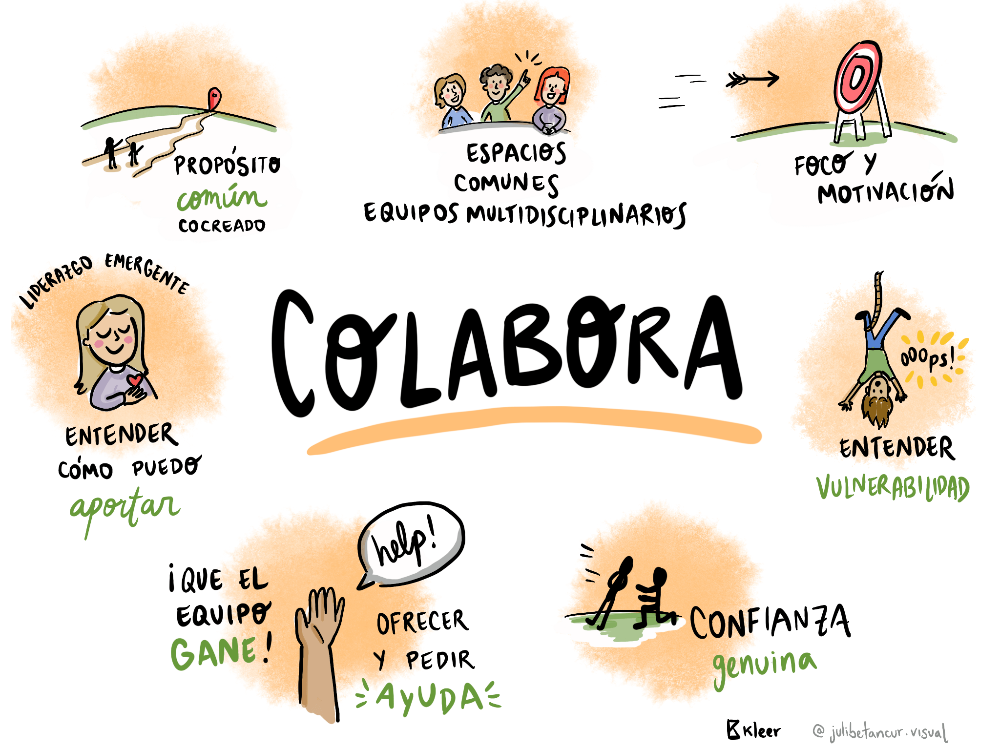 PROPÓSITO
común
COCREADO
ESPACIOS
COMUNES
EQUIPOS MULTIDISCIPLINARIOS
FOCO Y
MOTIVACIÓN
LIDERAZGO EMERGENTE
ENTENDER
CÓMO PUEDO
aportar
COLABORA
OOOps!
ENTENDER
VULNERABILIDAD
¡QUE EL
EQUIPO
GANE!
help!
OFRECER
Y PEDIR
AYUDA
CONFIANZA
genuina
Kleer
@julibetancur.visual